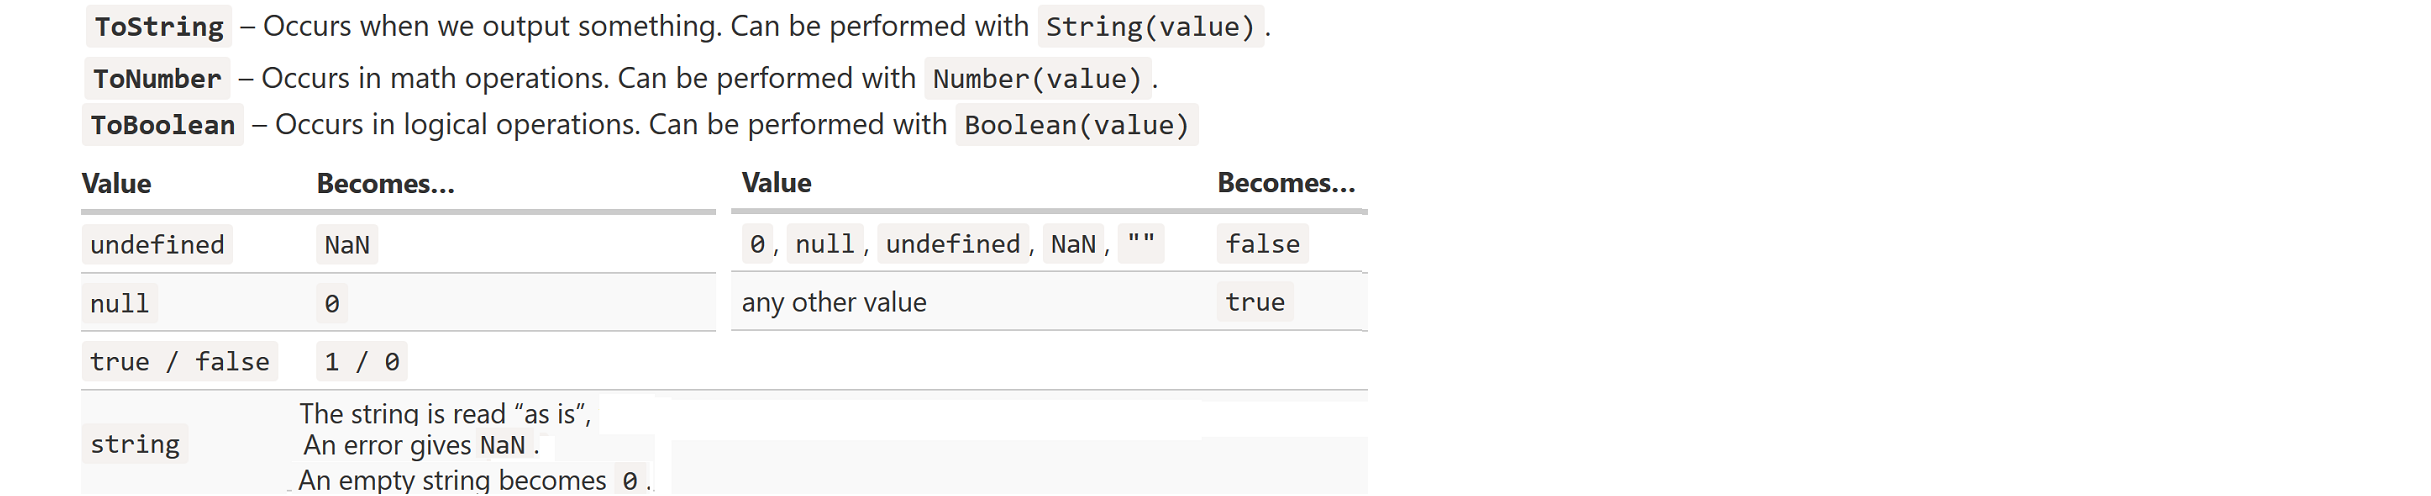 ToString – Occurs when we output something. Can be performed with String(value).
ToNumber – Occurs in math operations. Can be performed with Number(value).
ToBoolean – Occurs in logical operations. Can be performed with Boolean(value)
Value Becomes…
undefined NaN
null 0
true / false 1 / 0
string The string is read “as is”,
An error gives NaN.
An empty string becomes 0.
Value Becomes…
0, null, undefined, NaN, "" false
any other value true